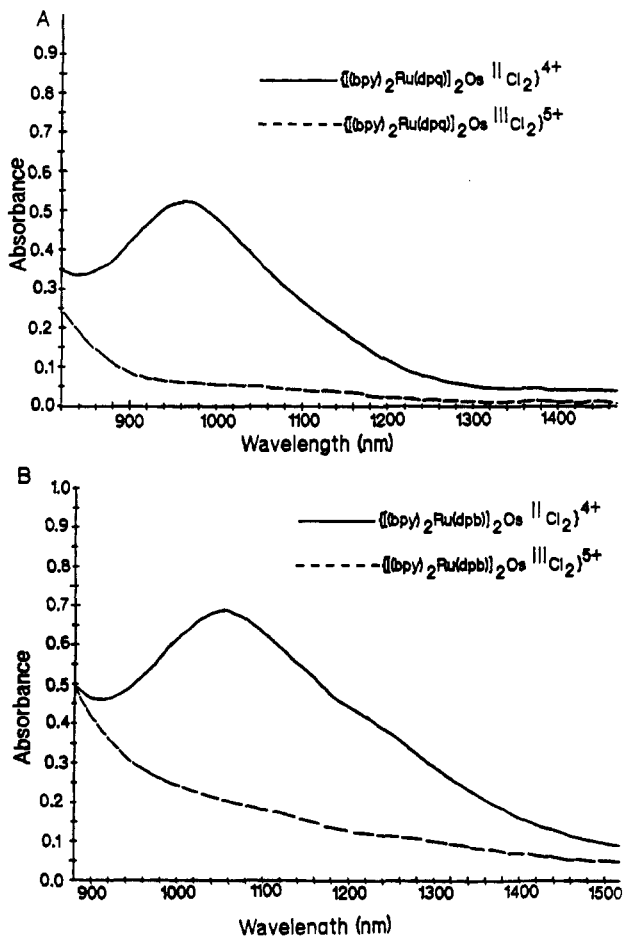 A
{[(bpy)2Ru(dpq)]2Os II Cl2}4+
{[(bpy)2Ru(dpq)]2Os III Cl2}5+
Absorbance
0.9
0.8
0.7
0.6
0.5
0.4
0.3
0.2
0.1
0.0
900 1000 1100 1200 1300 1400
Wavelength (nm)
B
{[(bpy)2Ru(dpb)]2Os II Cl2}4+
{[(bpy)2Ru(dpb)]2Os III Cl2}5+
Absorbance
1.0
0.9
0.8
0.7
0.6
0.5
0.4
0.3
0.2
0.1
0.0
900 1000 1100 1200 1300 1400 1500
Wavelength (nm)